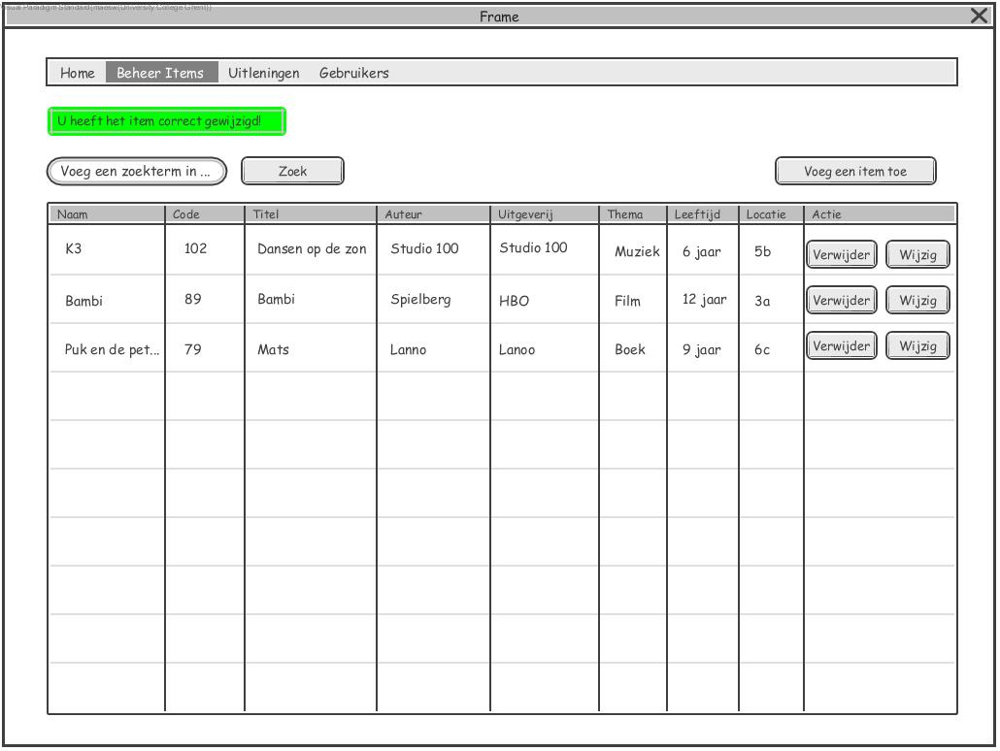 Visual Paradigm Standard(maesw(University College Ghent))
Frame
Home Beheer Items Uitleningen Gebruikers
U heeft het item correct gewijzigd!
Voeg een zoekterm in ... Zoek Voeg een item toe
Naam Code Titel Auteur Uitgeverij Thema Leeftijd Locatie Actie
K3 102 Dansen op de zon Studio 100 Studio 100 Muziek 6 jaar 5b Verwijder Wijzig
Bambi 89 Bambi Spielberg HBO Film 12 jaar 3a Verwijder Wijzig
Puk en de pet... 79 Mats Lanno Lanoo Boek 9 jaar 6c Verwijder Wijzig